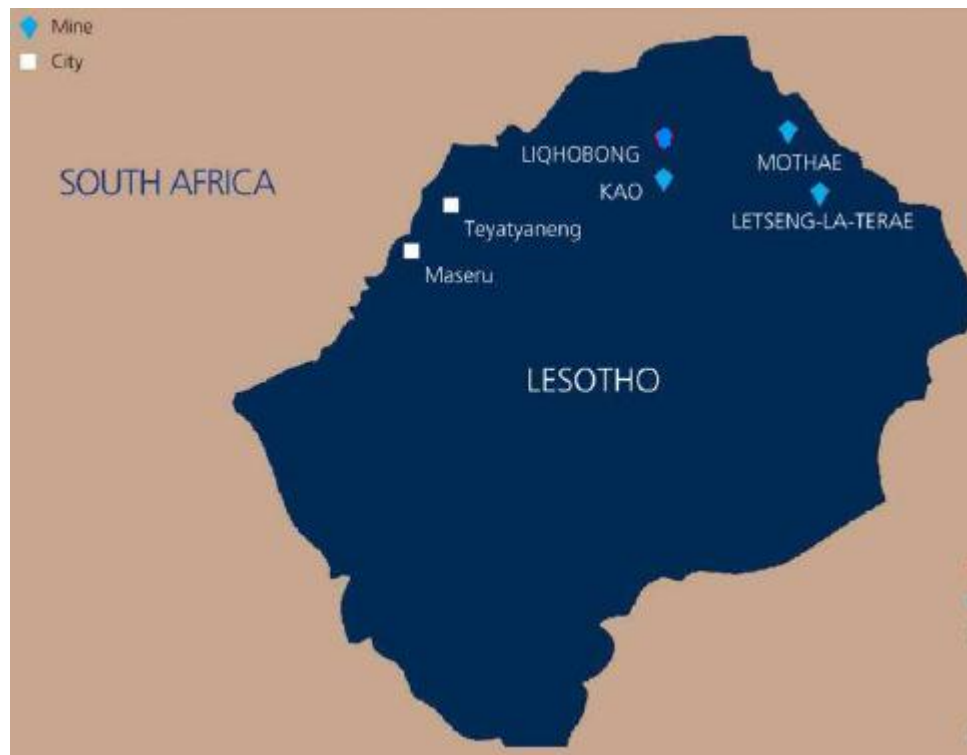 Mine
City
SOUTH AFRICA
LIQHOBONG
MOTHAE
KAO
LETSENG-LA-TERAE
Teyatyaneng
Maseru
LESOTHO